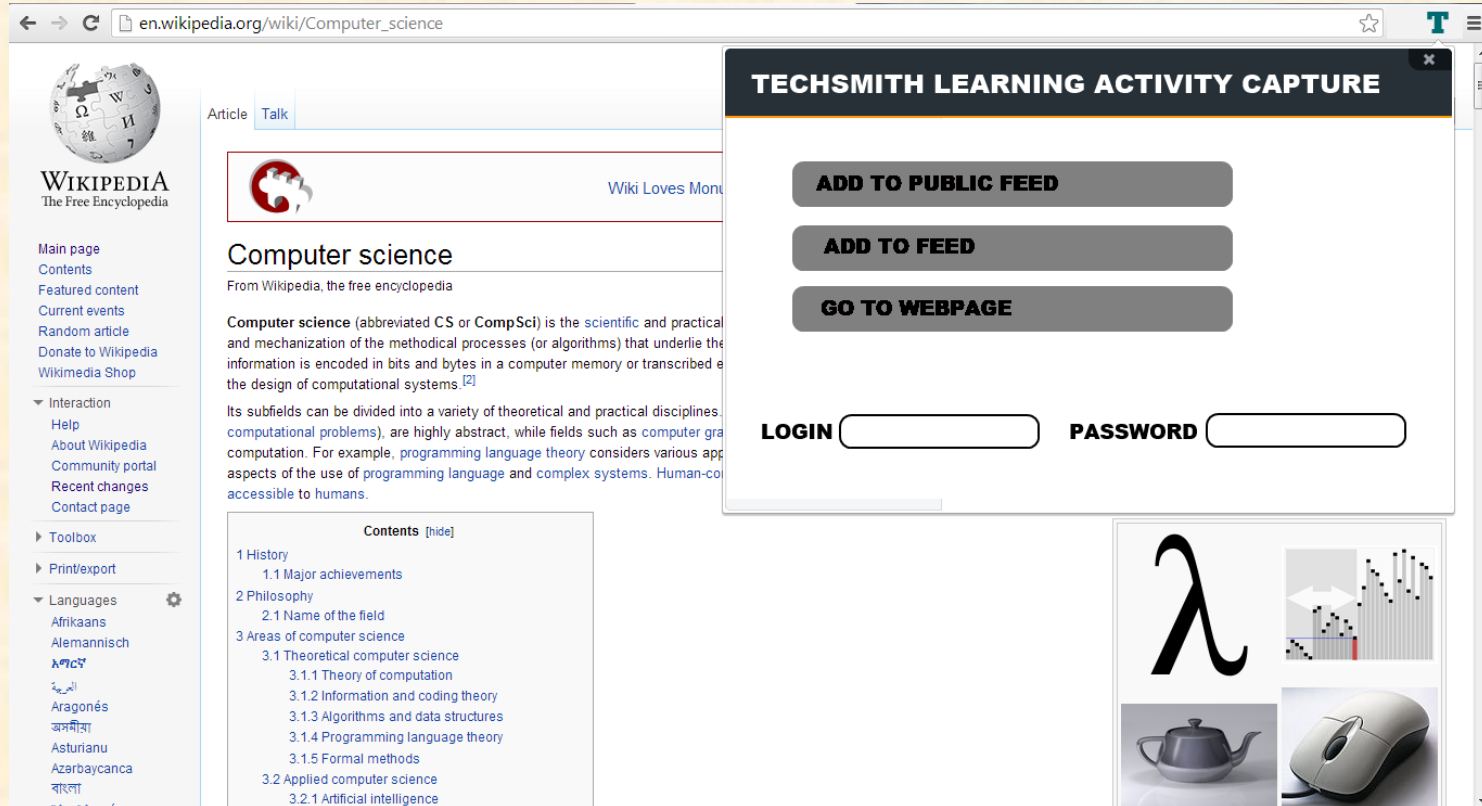 en.wikipedia.org/wiki/Computer_science
T
TECHSMITH LEARNING ACTIVITY CAPTURE
ADD TO PUBLIC FEED
ADD TO FEED
GO TO WEBPAGE
LOGIN
PASSWORD
WIKIPEDIA
The Free Encyclopedia
Main page
Contents
Featured content
Current events
Random article
Donate to Wikipedia
Wikimedia Shop
Interaction
Help
About Wikipedia
Community portal
Recent changes
Contact page
Toolbox
Print/export
Languages
Afrikaans
Alemannisch
አማርኛ
العربية
Aragonés
অসমীয়া
Asturianu
Azərbaycanca
বাংলা
Article Talk
Wiki Loves Monu
Computer science
From Wikipedia, the free encyclopedia
Computer science (abbreviated CS or CompSci) is the scientific and practical
and mechanization of the methodical processes (or algorithms) that underlie the
information is encoded in bits and bytes in a computer memory or transcribed e
the design of computational systems.[2]
Its subfields can be divided into a variety of theoretical and practical disciplines.
computational problems), are highly abstract, while fields such as computer gra
computation. For example, programming language theory considers various app
aspects of the use of programming language and complex systems. Human-co
accessible to humans.
Contents [hide]
1 History
1.1 Major achievements
2 Philosophy
2.1 Name of the field
3 Areas of computer science
3.1 Theoretical computer science
3.1.1 Theory of computation
3.1.2 Information and coding theory
3.1.3 Algorithms and data structures
3.1.4 Programming language theory
3.1.5 Formal methods
3.2 Applied computer science
3.2.1 Artificial intelligence
λ